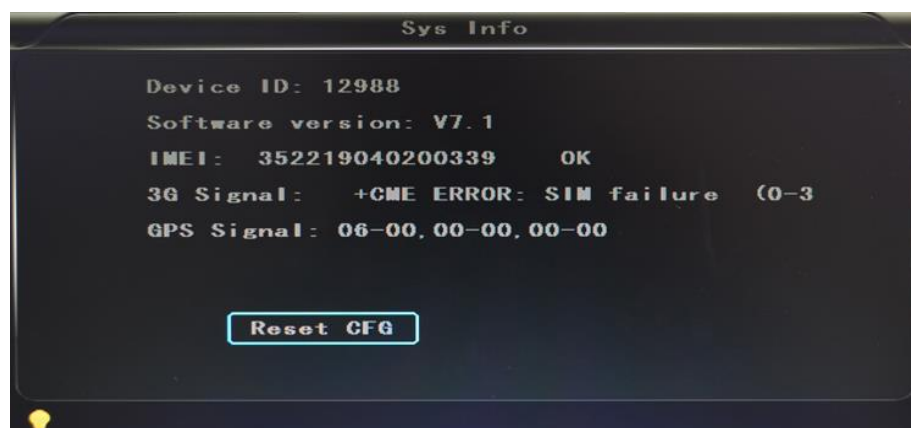 Sys Info
Device ID: 12988
Software version: V7.1
IMEI: 352219040200339 OK
3G Signal: +CME ERROR: SIM failure (0-3
GPS Signal: 06-00,00-00,00-00
Reset CFG